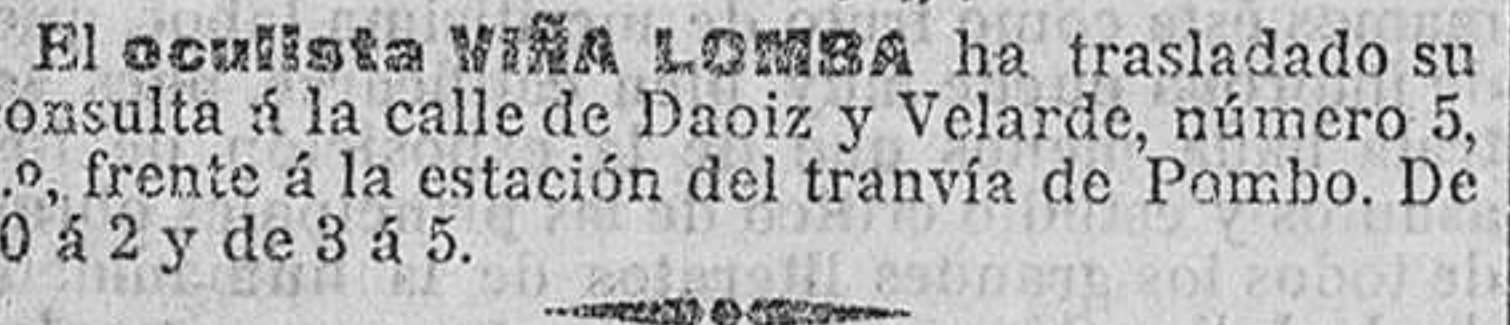 El oculista VIÑA LOMBA ha trasladado su
onsulta á la calle de Daoiz y Velarde, número 5,
.º, frente á la estación del tranvía de Pombo. De
0 á 2 y de 3 á 5.